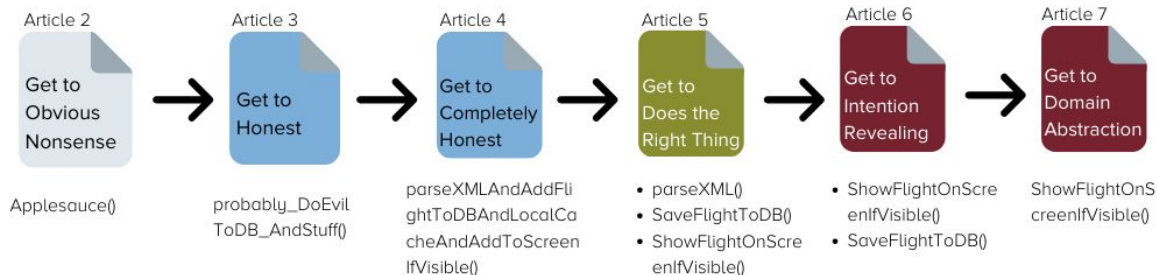 Article 2
Get to
Obvious
Nonsense
Applesauce()
Article 3
Get to
Honest
probably_DoEvil
ToDB_AndStuff()
Article 4
Get to
Completely
Honest
parseXMLAndAddFli
ghtToDBAndLocalCa
cheAndAddToScreen
IfVisible()
Article 5
Get to
Does the
Right Thing
• parseXML()
• SaveFlightToDB()
• ShowFlightOnScre
enIfVisible()
Article 6
Get to
Intention
Revealing
• ShowFlightOnScre
enIfVisible()
• SaveFlightToDB()
Article 7
Get to
Domain
Abstraction
ShowFlightOnS
creenIfVisible()